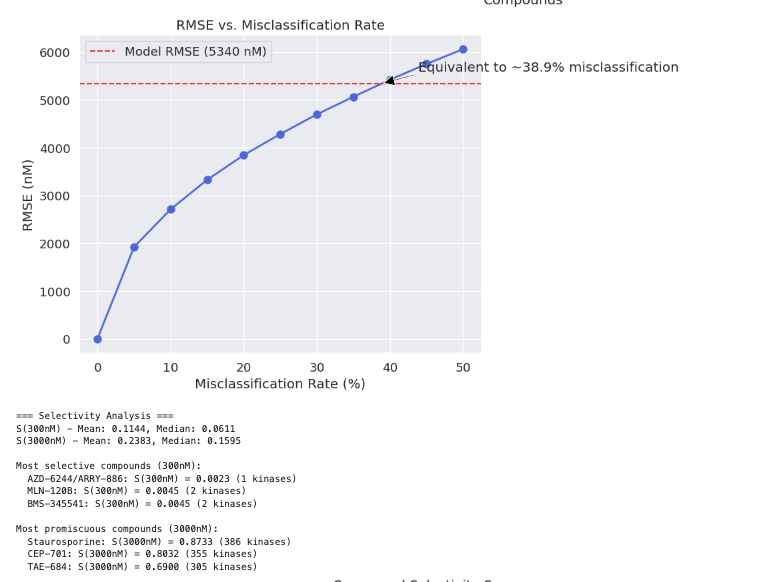 Compounds
RMSE vs. Misclassification Rate
Model RMSE (5340 nM)
Equivalent to ~38.9% misclassification
6000
5000
4000
3000
2000
1000
0
RMSE (nM)
0 10 20 30 40 50
Misclassification Rate (%)
=== Selectivity Analysis ===
S(300nM) – Mean: 0.1144, Median: 0.0611
S(3000nM) – Mean: 0.2383, Median: 0.1595
Most selective compounds (300nM):
AZD-6244/ARRY-886: S(300nM) = 0.0023 (1 kinases)
MLN-120B: S(300nM) = 0.0045 (2 kinases)
BMS-345541: S(300nM) = 0.0045 (2 kinases)
Most promiscuous compounds (3000nM):
Staurosporine: S(3000nM) = 0.8733 (386 kinases)
CEP-701: S(3000nM) = 0.8032 (355 kinases)
TAE-684: S(3000nM) = 0.6900 (305 kinases)